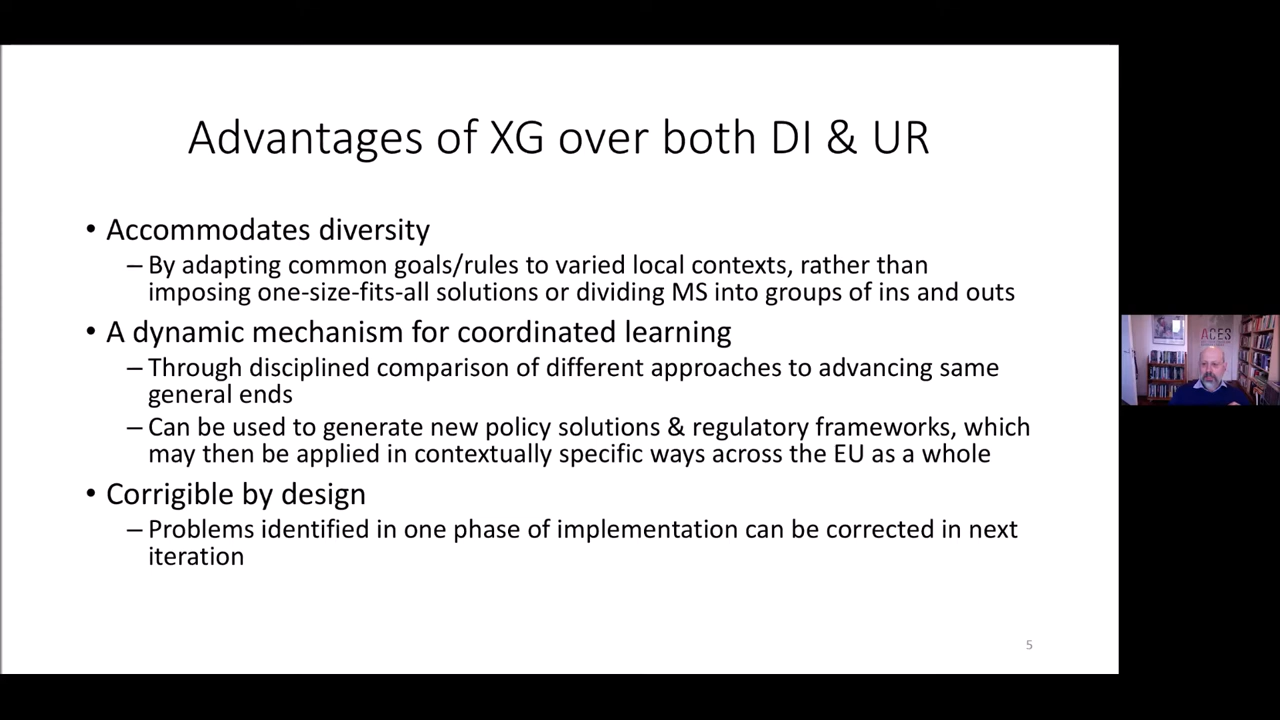 Advantages of XG over both DI & UR
• Accommodates diversity
– By adapting common goals/rules to varied local contexts, rather than
imposing one-size-fits-all solutions or dividing MS into groups of ins and outs
• A dynamic mechanism for coordinated learning
– Through disciplined comparison of different approaches to advancing same
general ends
– Can be used to generate new policy solutions & regulatory frameworks, which
may then be applied in contextually specific ways across the EU as a whole
• Corrigible by design
– Problems identified in one phase of implementation can be corrected in next
iteration
5
ACES